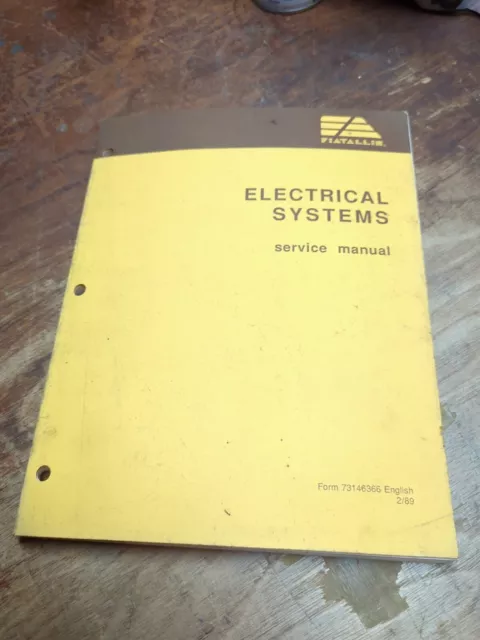 FIATALLIS
ELECTRICAL
SYSTEMS
service manual
Form 73146366 English
2/89